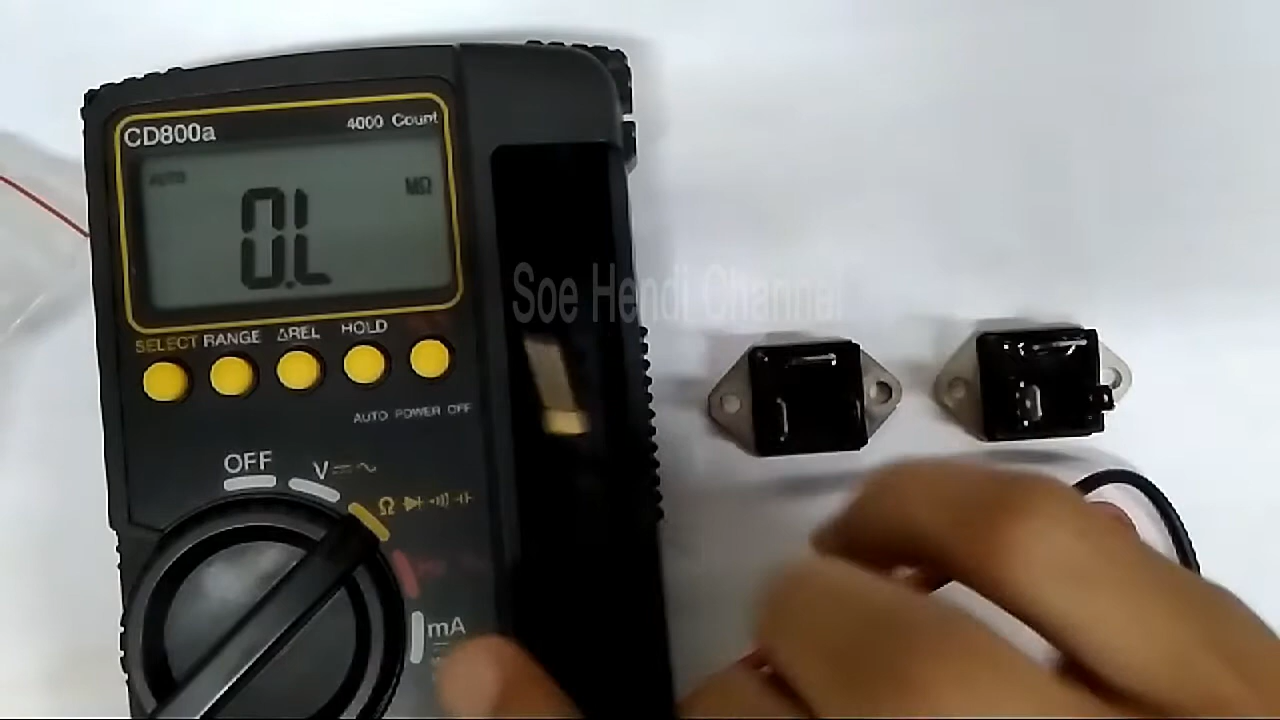 CD800a
4000 Count
AUTO
MΩ
0.L
SELECT RANGE ΔREL HOLD
AUTO POWER OFF
OFF
V
Ω
mA
Soe Hendi Channel